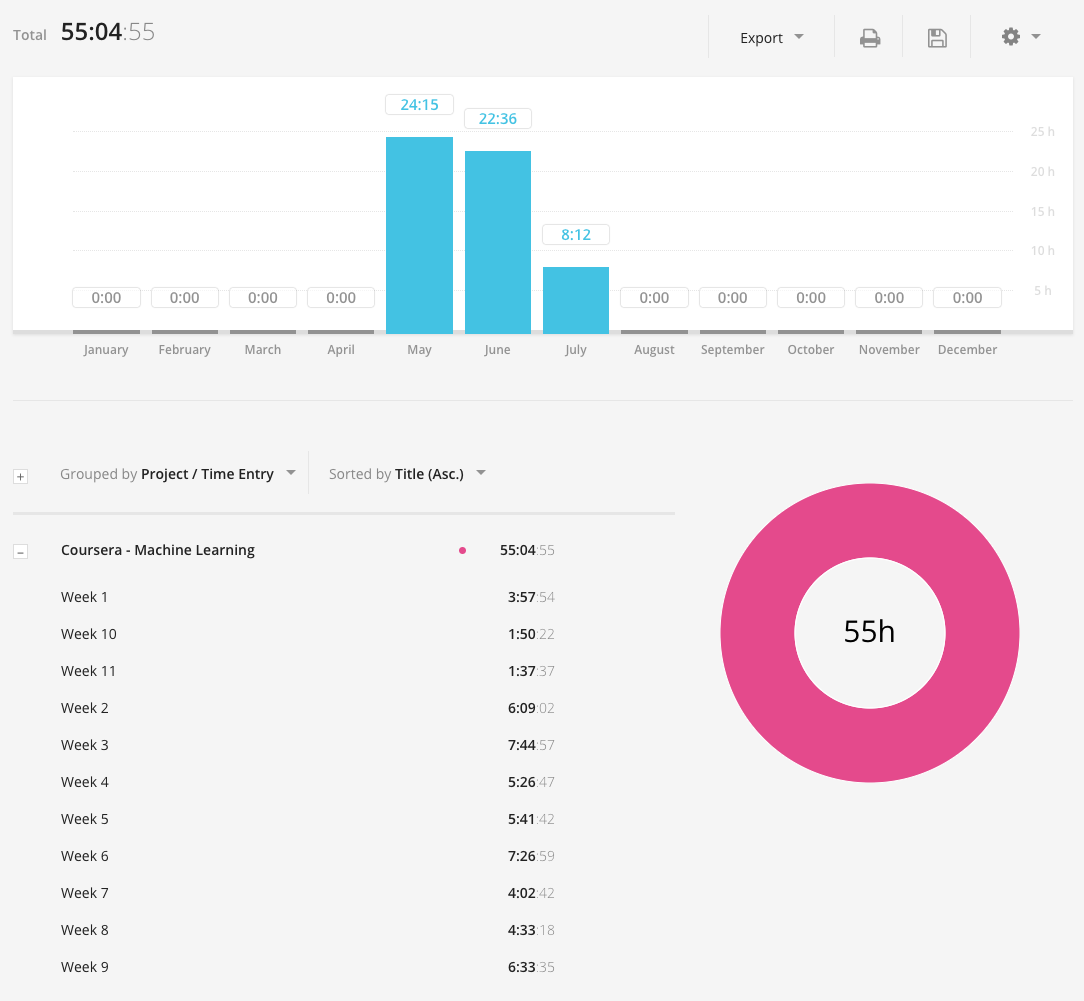 Total 55:04:55 Export
24:15
22:36
25 h
20 h
15 h
8:12
10 h
5 h
0:00 0:00 0:00 0:00 0:00 0:00 0:00 0:00 0:00
January February March April May June July August September October November December
Grouped by Project / Time Entry Sorted by Title (Asc.)
Coursera - Machine Learning 55:04:55
Week 1 3:57:54
Week 10 1:50:22
55h
Week 11 1:37:37
Week 2 6:09:02
Week 3 7:44:57
Week 4 5:26:47
Week 5 5:41:42
Week 6 7:26:59
Week 7 4:02:42
Week 8 4:33:18
Week 9 6:33:35